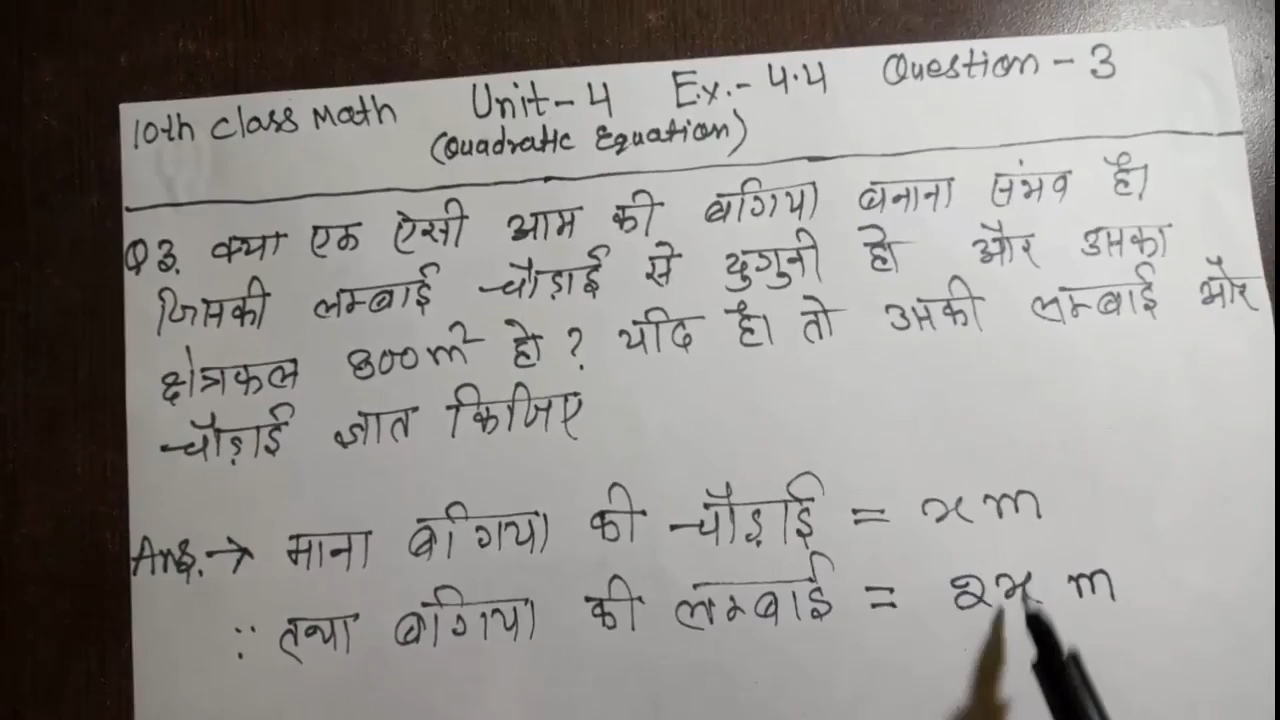 10th Class Math Unit-4 Ex.-4.4 Question-3
(Quadratic Equation)
Q3. क्या एक ऐसी आम की बगिया बनाना संभव है।
जिसकी लम्बाई चौड़ाई से दुगुनी हो और उसका
क्षेत्रफल 800m² हो? यदि है। तो उसकी लम्बाई और
चौड़ाई ज्ञात किजिए
Ans.→ माना बगिया की चौड़ाई = x m
∵ तथा बगिया की लम्बाई = 2x m